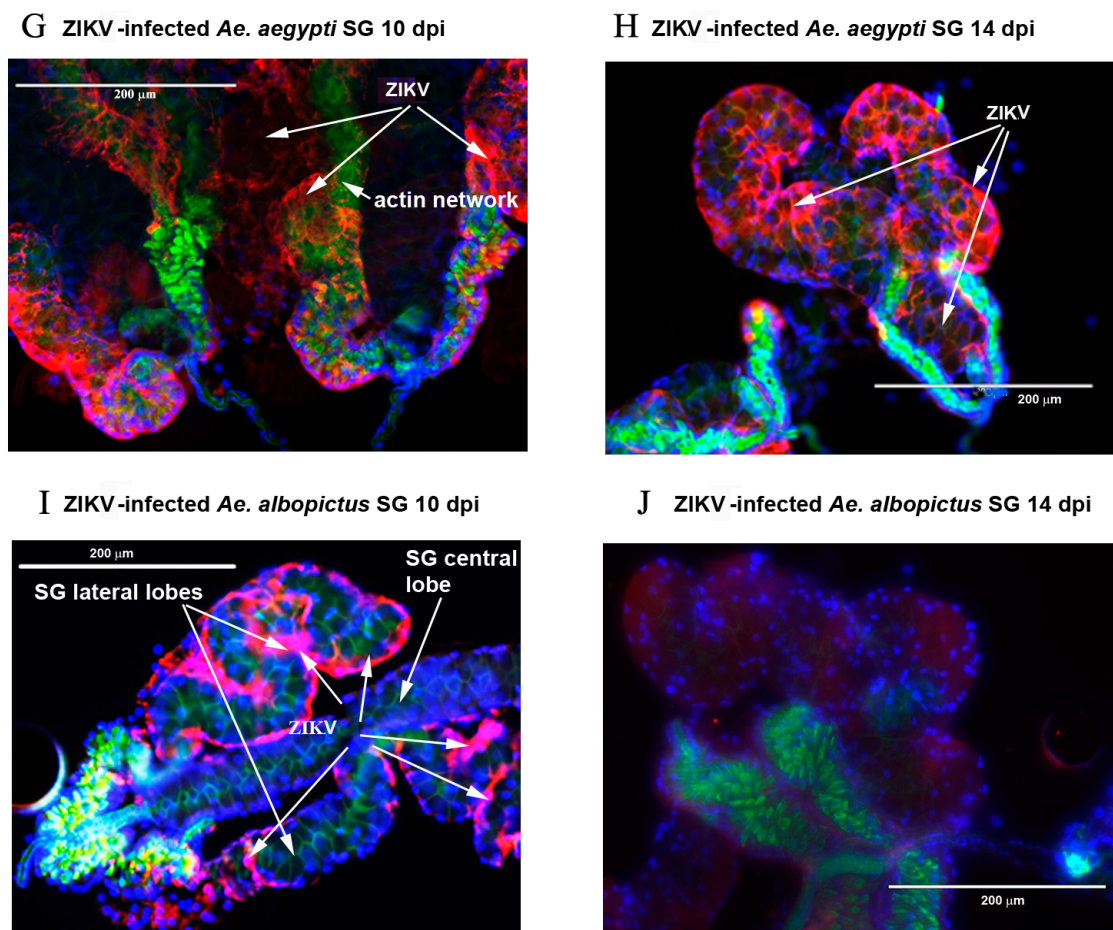 G ZIKV-infected Ae. aegypti SG 10 dpi
200 µm
ZIKV
actin network
H ZIKV-infected Ae. aegypti SG 14 dpi
ZIKV
200 µm
I ZIKV-infected Ae. albopictus SG 10 dpi
200 µm
SG central
lobe
SG lateral lobes
ZIKV
J ZIKV-infected Ae. albopictus SG 14 dpi
200 µm